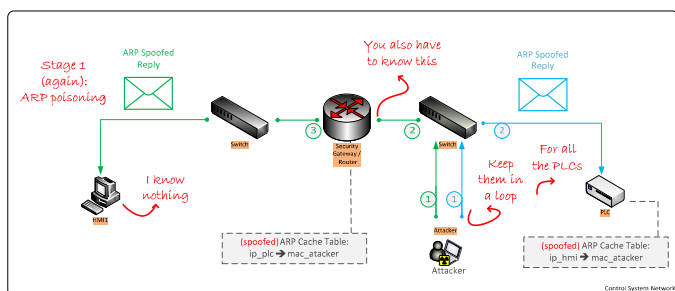 Stage 1
(again):
ARP poisoning
ARP Spoofed
Reply
You also have
to know this
ARP Spoofed
Reply
3
2
2
Switch
Security
Gateway /
Router
Switch
I know
nothing
HMI1
1
1
Keep
them in
a loop
For all
the PLCs
PLC
Attacker
Attacker
(spoofed) ARP Cache Table:
ip_plc → mac_atacker
(spoofed) ARP Cache Table:
ip_hmi → mac_atacker
Control System Network